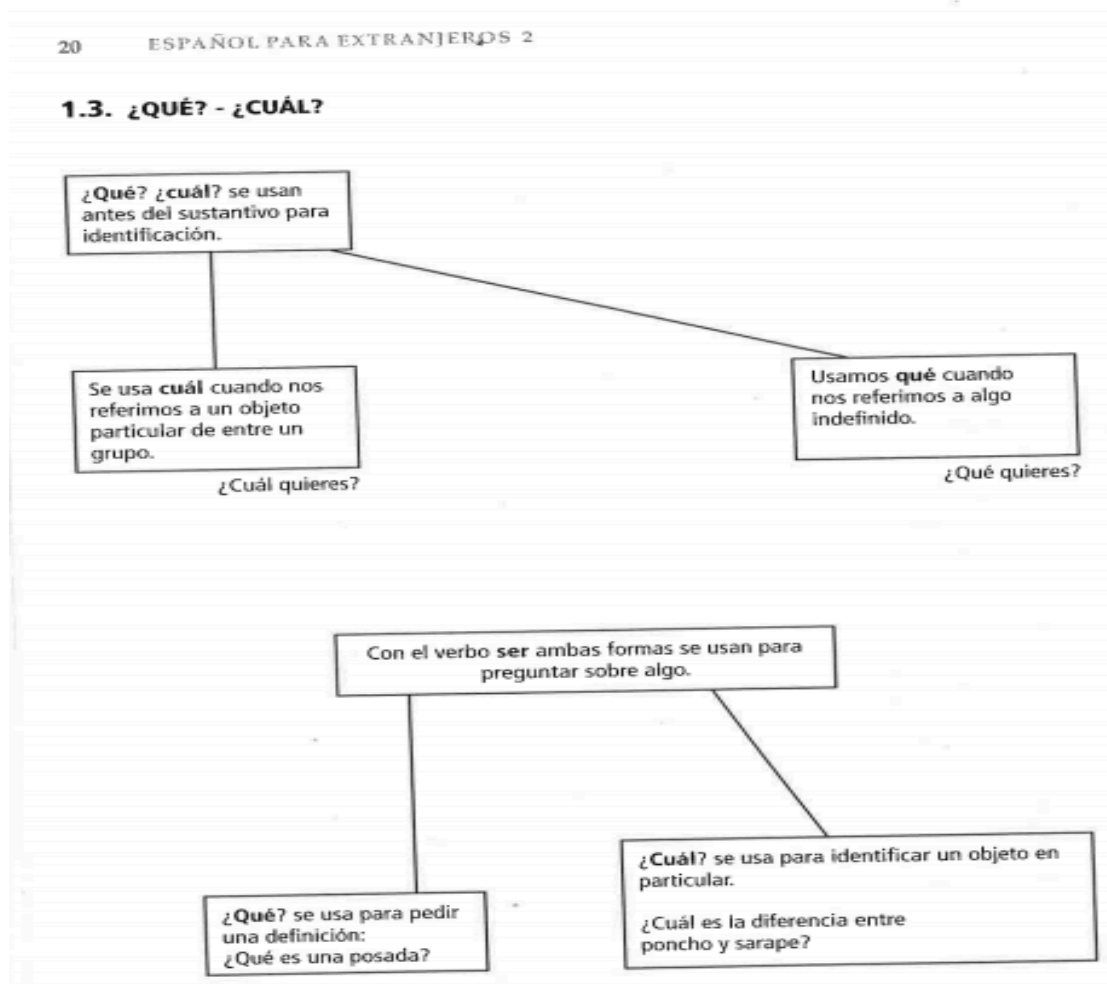 20 ESPAÑOL PARA EXTRANJEROS 2
1.3. ¿QUÉ? - ¿CUÁL?
¿Qué? ¿cuál? se usan
antes del sustantivo para
identificación.
Se usa cuál cuando nos
referimos a un objeto
particular de entre un
grupo.
¿Cuál quieres?
Usamos qué cuando
nos referimos a algo
indefinido.
¿Qué quieres?
Con el verbo ser ambas formas se usan para
preguntar sobre algo.
¿Qué? se usa para pedir
una definición:
¿Qué es una posada?
¿Cuál? se usa para identificar un objeto en
particular.
¿Cuál es la diferencia entre
poncho y sarape?